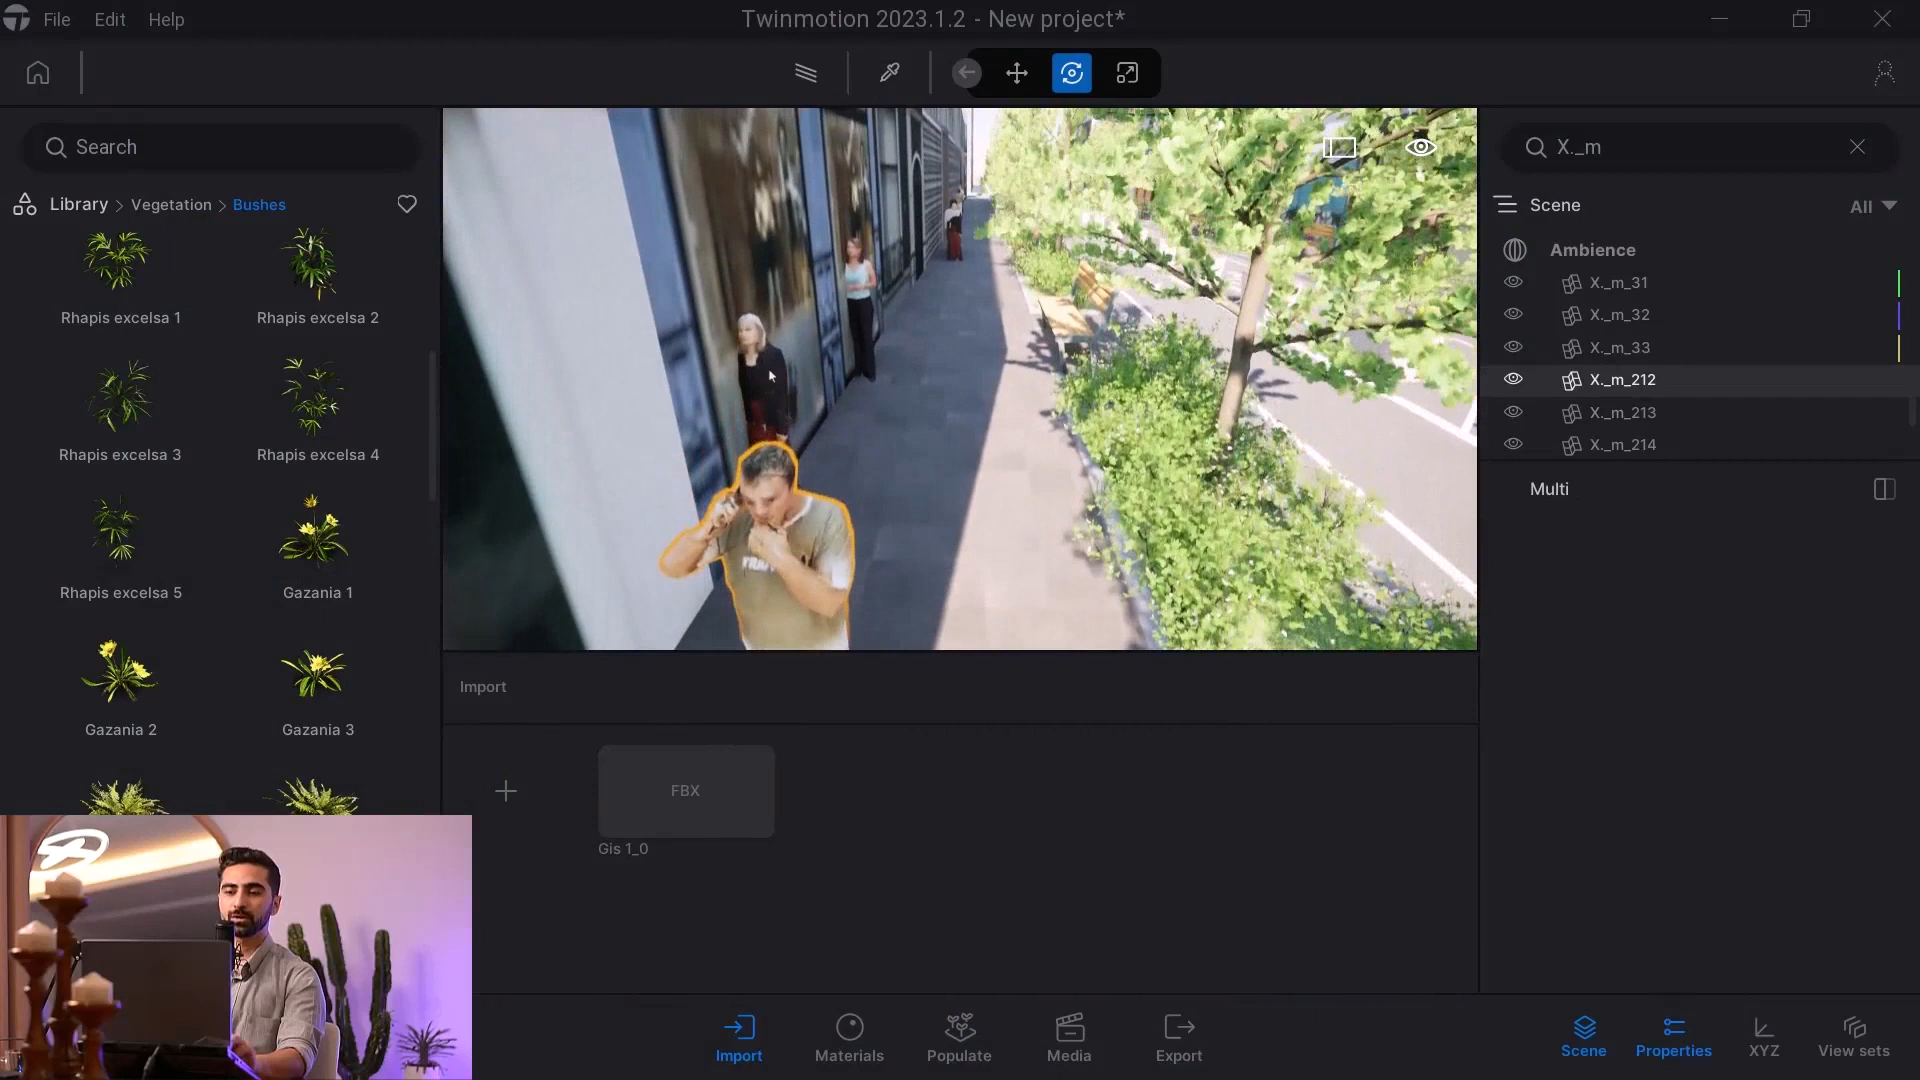 File Edit Help
Twinmotion 2023.1.2 - New project*
Search
Library > Vegetation > Bushes
Rhapis excelsa 1
Rhapis excelsa 2
Rhapis excelsa 3
Rhapis excelsa 4
Rhapis excelsa 5
Gazania 1
Gazania 2
Gazania 3
X._m
Scene
All
Ambience
X._m_31
X._m_32
X._m_33
X._m_212
X._m_213
X._m_214
Multi
Import
FBX
Gis 1_0
Import
Materials
Populate
Media
Export
Scene
Properties
XYZ
View sets